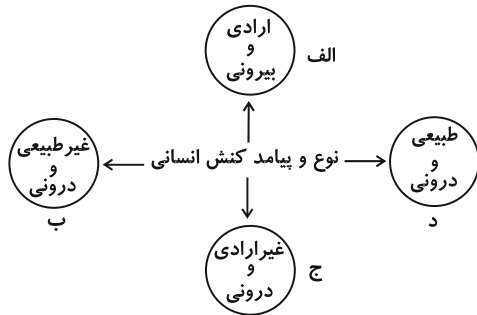 ارادی
و
بیرونی
الف
غیرطبیعی
و
درونی
ب
نوع و پیامد کنش انسانی
طبیعی
و
درونی
د
غیرارادی
و
درونی
ج